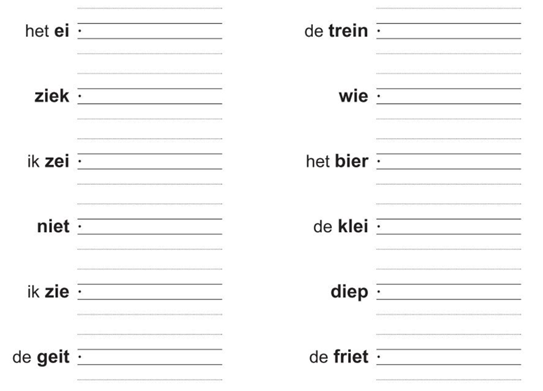 het ei
ziek
ik zei
niet
ik zie
de geit
de trein
wie
het bier
de klei
diep
de friet